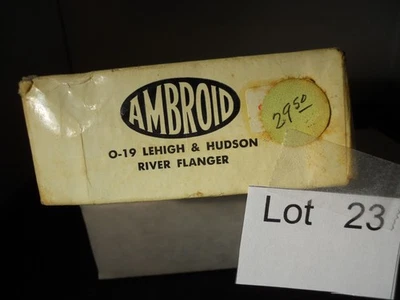 AMBROID
O-19 LEHIGH & HUDSON
RIVER FLANGER
29 50
Lot 23